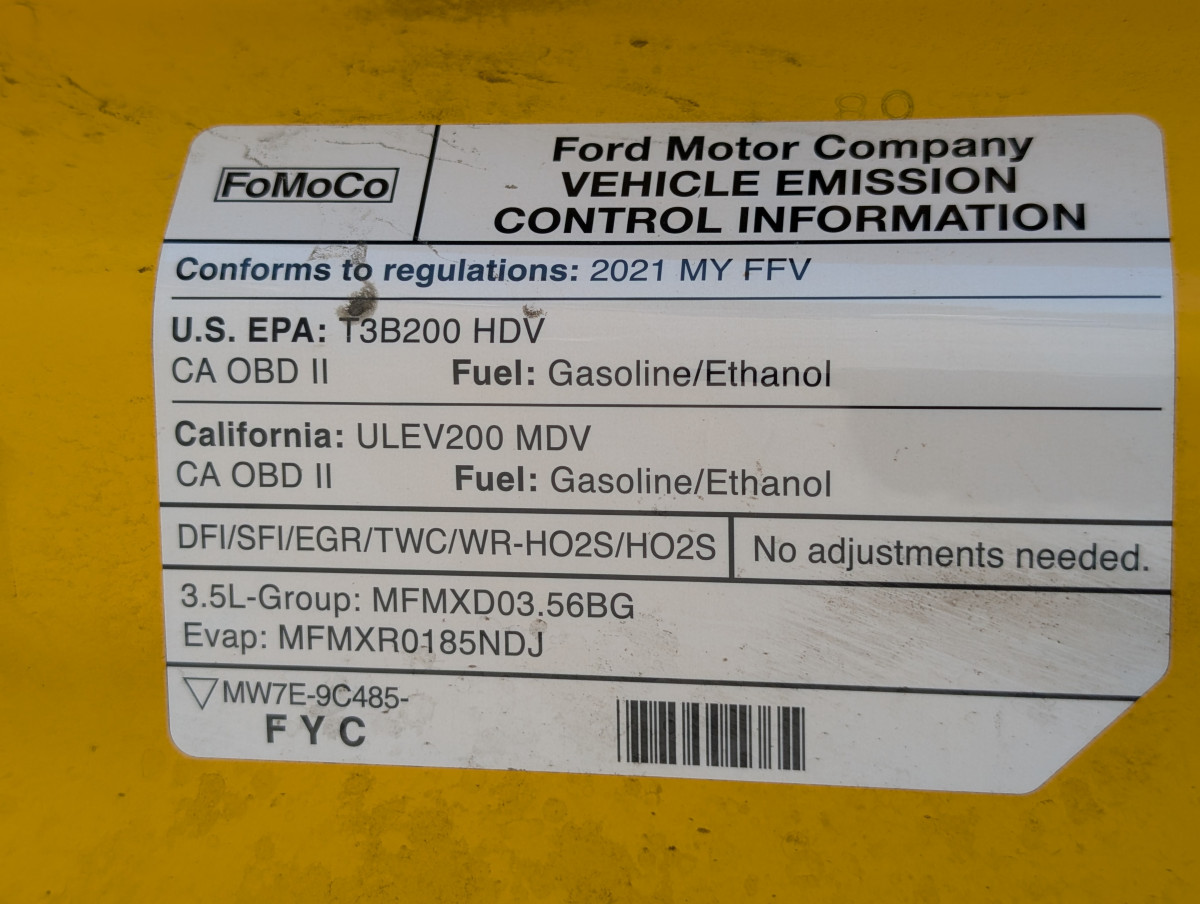 80
FoMoCo
Ford Motor Company
VEHICLE EMISSION
CONTROL INFORMATION
Conforms to regulations: 2021 MY FFV
U.S. EPA: T3B200 HDV
CA OBD II Fuel: Gasoline/Ethanol
California: ULEV200 MDV
CA OBD II Fuel: Gasoline/Ethanol
DFI/SFI/EGR/TWC/WR-HO2S/HO2S
No adjustments needed.
3.5L-Group: MFMXD03.56BG
Evap: MFMXR0185NDJ
MW7E-9C485-
F Y C